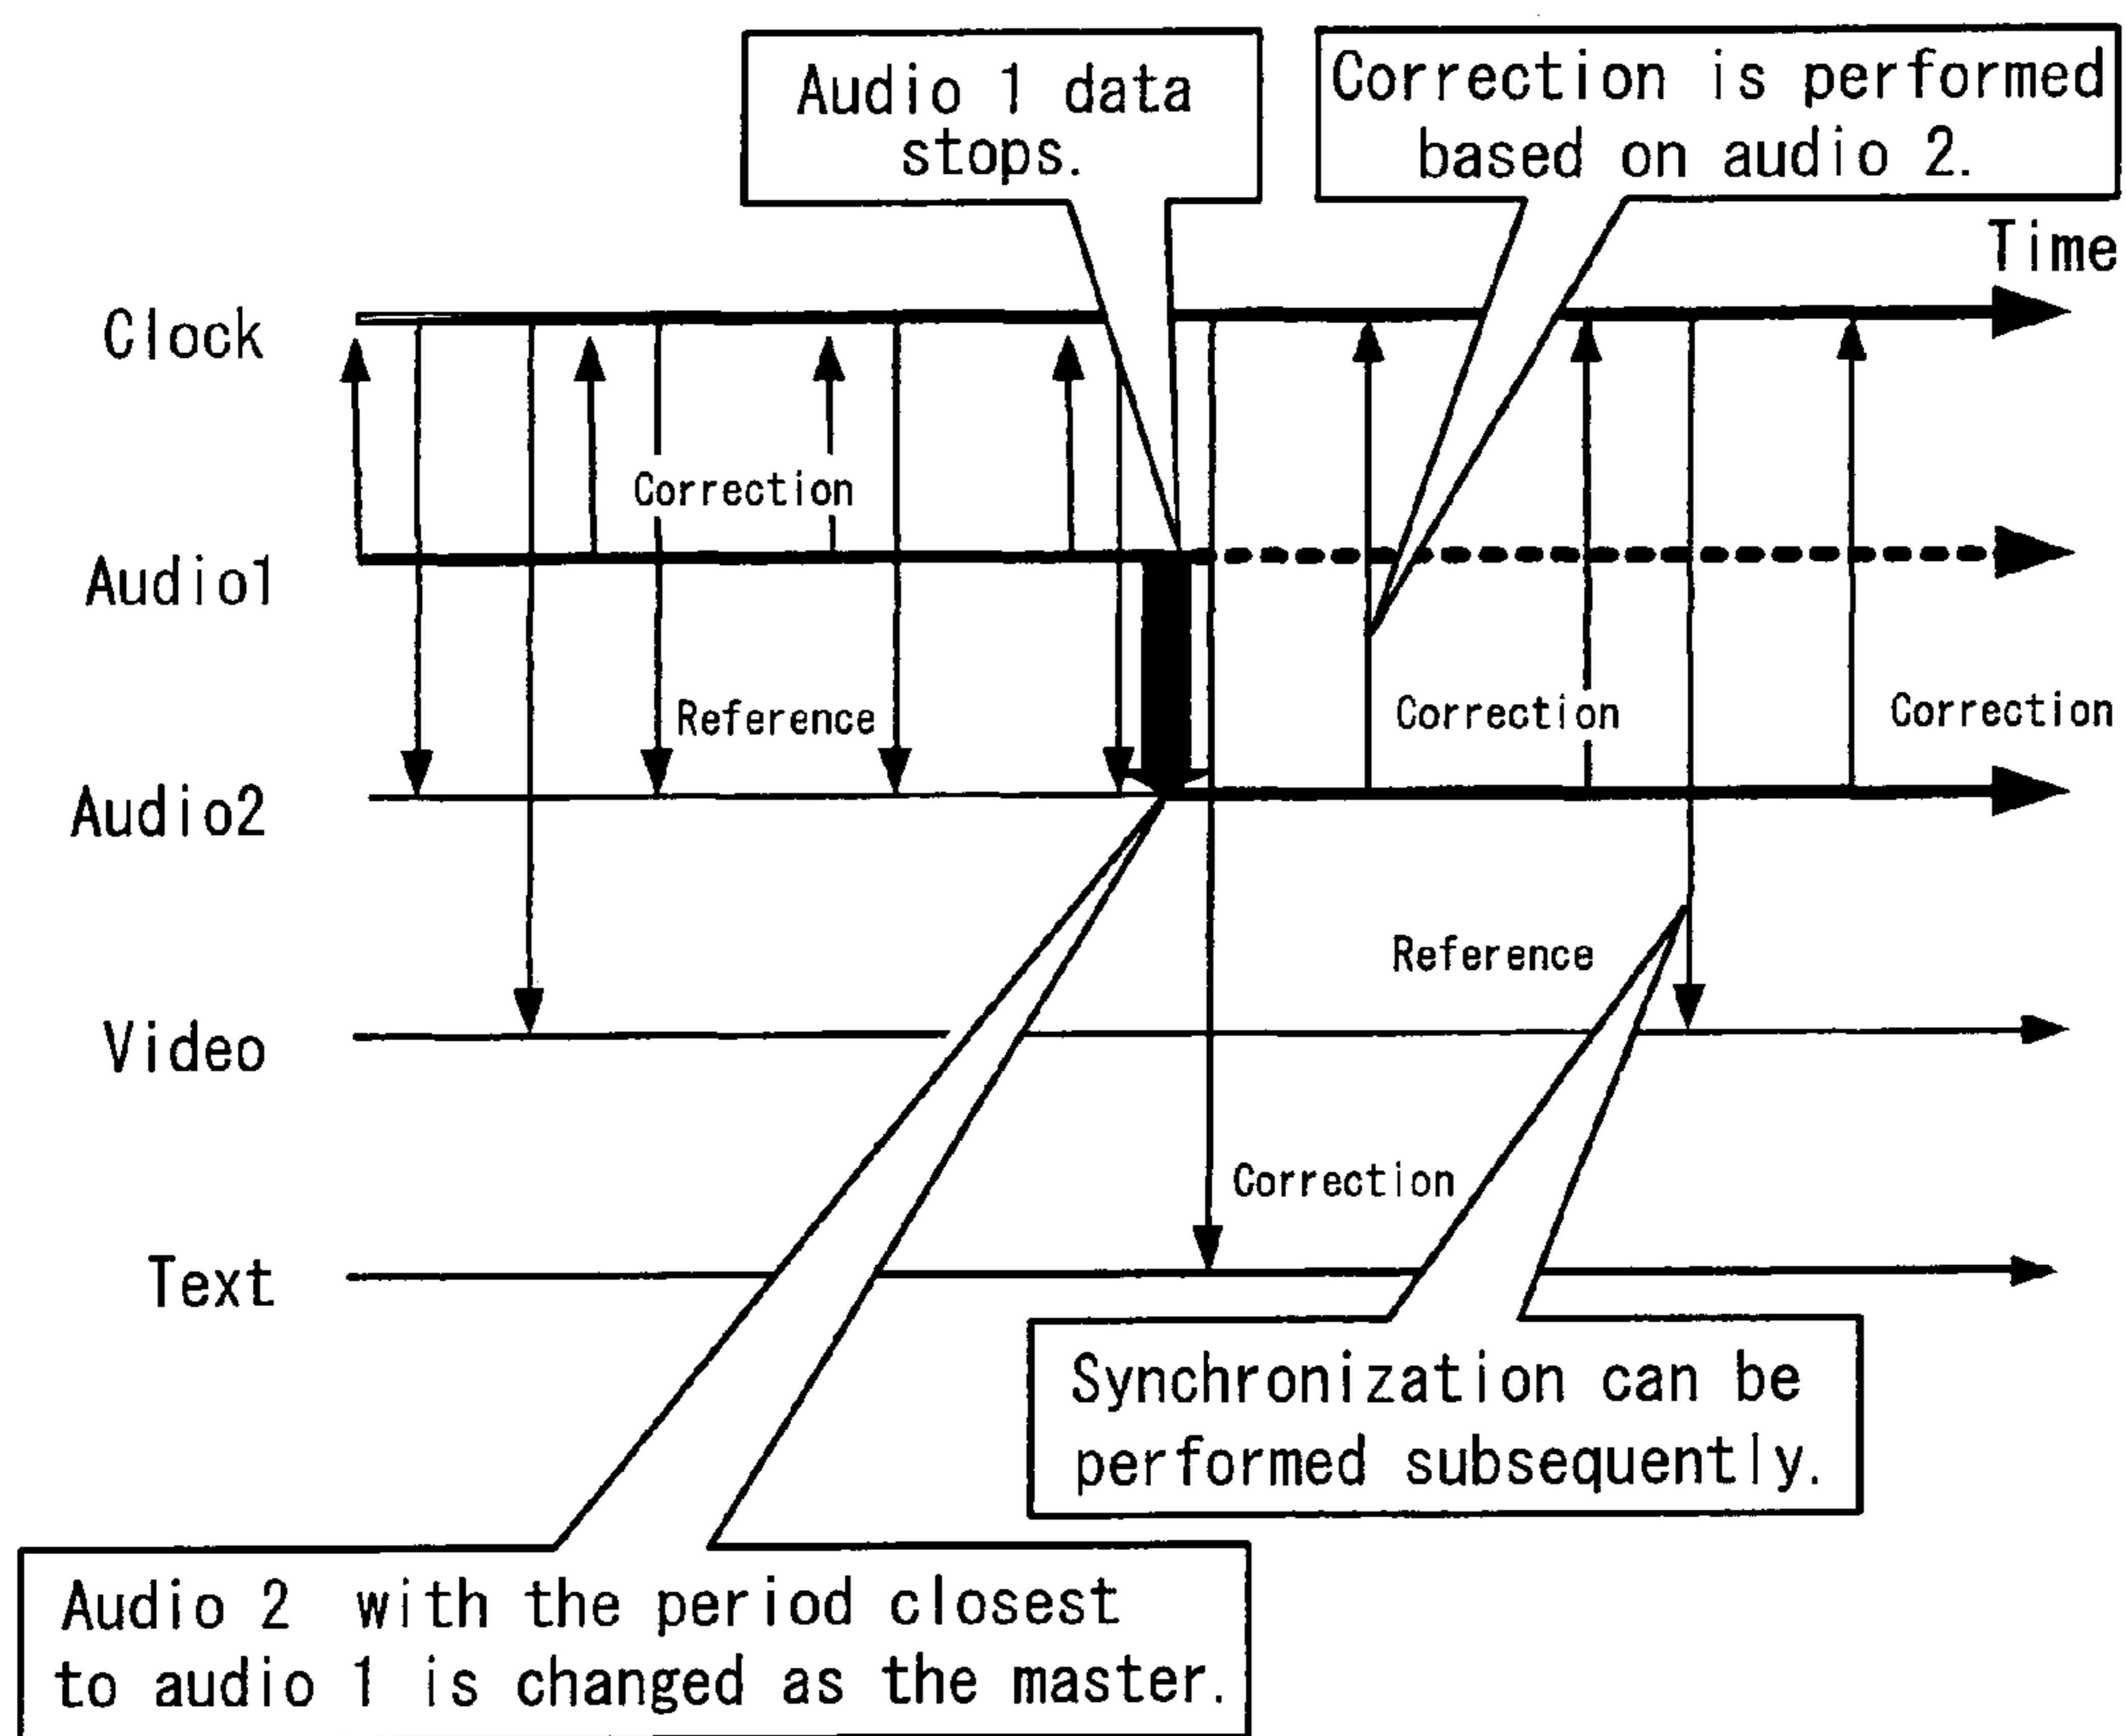 Audio 1 data
stops.
Correction is performed
based on audio 2.
Time
Clock
Correction
Audio1
Reference
Correction
Correction
Audio2
Reference
Video
Correction
Text
Synchronization can be
performed subsequently.
Audio 2 with the period closest
to audio 1 is changed as the master.